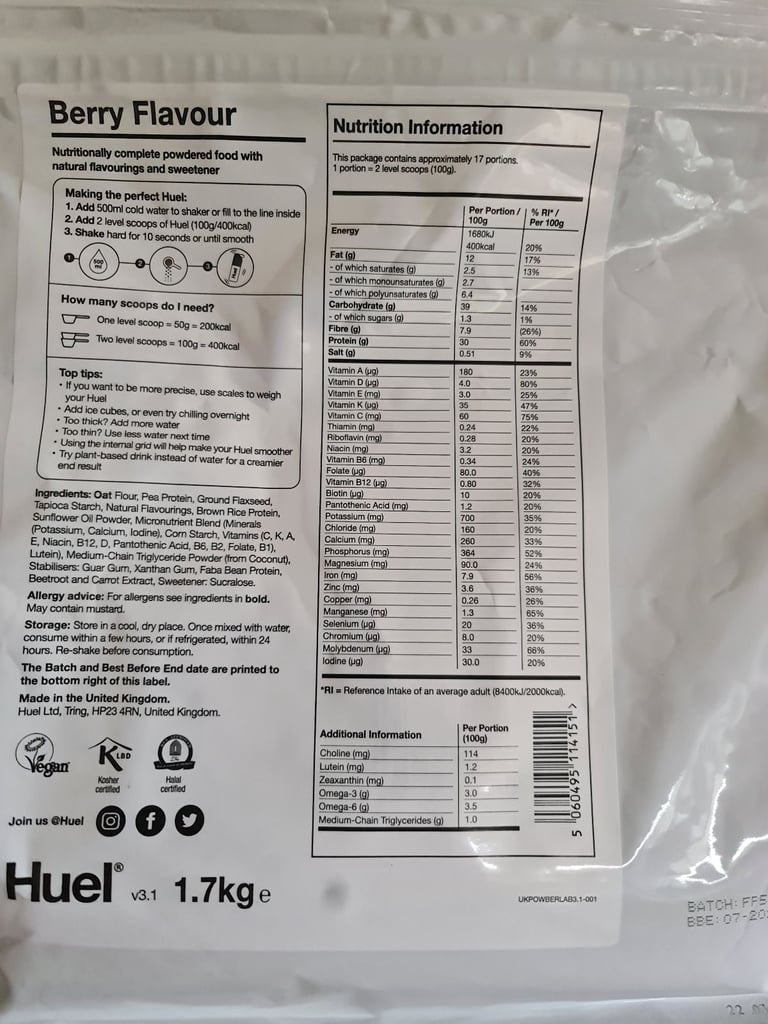 Berry Flavour
Nutritionally complete powdered food with
natural flavourings and sweetener
Making the perfect Huel:
1. Add 500ml cold water to shaker or fill to the line inside
2. Add 2 level scoops of Huel (100g/400kcal)
3. Shake hard for 10 seconds or until smooth
1 500 ml 2 3 Huel
How many scoops do I need?
One level scoop = 50g = 200kcal
Two level scoops = 100g = 400kcal
Top tips:
• If you want to be more precise, use scales to weigh
your Huel
• Add ice cubes, or even try chilling overnight
• Too thick? Add more water
• Too thin? Use less water next time
• Using the internal grid will help make your Huel smoother
• Try plant-based drink instead of water for a creamier
end result
Ingredients: Oat Flour, Pea Protein, Ground Flaxseed,
Tapioca Starch, Natural Flavourings, Brown Rice Protein,
Sunflower Oil Powder, Micronutrient Blend (Minerals
(Potassium, Calcium, Iodine), Corn Starch, Vitamins (C, K, A,
E, Niacin, B12, D, Pantothenic Acid, B6, B2, Folate, B1),
Lutein), Medium-Chain Triglyceride Powder (from Coconut),
Stabilisers: Guar Gum, Xanthan Gum, Faba Bean Protein,
Beetroot and Carrot Extract, Sweetener: Sucralose.
Allergy advice: For allergens see ingredients in bold.
May contain mustard.
Storage: Store in a cool, dry place. Once mixed with water,
consume within a few hours, or if refrigerated, within 24
hours. Re-shake before consumption.
The Batch and Best Before End date are printed to
the bottom right of this label.
Made in the United Kingdom.
Huel Ltd, Tring, HP23 4RN, United Kingdom.
Vegan
K LBD
Kosher
certified
Halal
certified
Join us @Huel
Huel® v3.1 1.7kg e
Nutrition Information
This package contains approximately 17 portions.
1 portion = 2 level scoops (100g).
Per Portion / 100g % RI* / Per 100g
Energy 1680kJ
400kcal 20%
Fat (g) 12 17%
- of which saturates (g) 2.5 13%
- of which monounsaturates (g) 2.7
- of which polyunsaturates (g) 6.4
Carbohydrate (g) 39 14%
- of which sugars (g) 1.3 1%
Fibre (g) 7.9 (26%)
Protein (g) 30 60%
Salt (g) 0.51 9%
Vitamin A (µg) 180 23%
Vitamin D (µg) 4.0 80%
Vitamin E (mg) 3.0 25%
Vitamin K (µg) 35 47%
Vitamin C (mg) 60 75%
Thiamin (mg) 0.24 22%
Riboflavin (mg) 0.28 20%
Niacin (mg) 3.2 20%
Vitamin B6 (mg) 0.34 24%
Folate (µg) 80.0 40%
Vitamin B12 (µg) 0.80 32%
Biotin (µg) 10 20%
Pantothenic Acid (mg) 1.2 20%
Potassium (mg) 700 35%
Chloride (mg) 160 20%
Calcium (mg) 260 33%
Phosphorus (mg) 364 52%
Magnesium (mg) 90.0 24%
Iron (mg) 7.9 56%
Zinc (mg) 3.6 36%
Copper (mg) 0.26 26%
Manganese (mg) 1.3 65%
Selenium (µg) 20 36%
Chromium (µg) 8.0 20%
Molybdenum (µg) 33 66%
Iodine (µg) 30.0 20%
*RI = Reference Intake of an average adult (8400kJ/2000kcal).
Additional Information Per Portion (100g)
Choline (mg) 114
Lutein (mg) 1.2
Zeaxanthin (mg) 0.1
Omega-3 (g) 3.0
Omega-6 (g) 3.5
Medium-Chain Triglycerides (g) 1.0
5 060495 114151 >
UKPOWBERLAB3.1-001
BATCH: FP5
BBE: 07-20